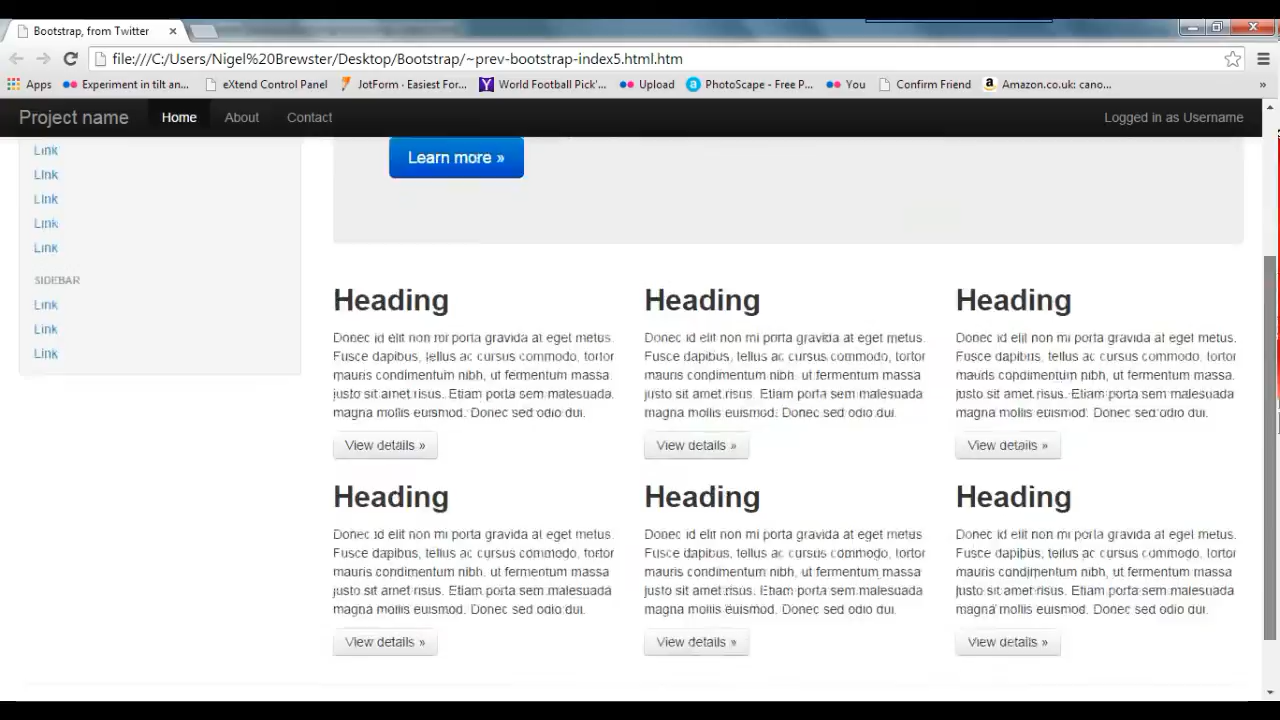 Bootstrap, from Twitter
file:///C:/Users/Nigel%20Brewster/Desktop/Bootstrap/~prev-bootstrap-index5.html.htm
Apps Experiment in tilt an... eXtend Control Panel JotForm · Easiest For... World Football Pick'... Upload PhotoScape - Free P... You Confirm Friend Amazon.co.uk: cano... »
Project name Home About Contact Logged in as Username
Link
Link
Link
Link
Link
SIDEBAR
Link
Link
Link
Learn more »
Heading
Donec id elit non mi porta gravida at eget metus.
Fusce dapibus, tellus ac cursus commodo, tortor
mauris condimentum nibh, ut fermentum massa
justo sit amet risus. Etiam porta sem malesuada
magna mollis euismod. Donec sed odio dui.
View details »
Heading
Donec id elit non mi porta gravida at eget metus.
Fusce dapibus, tellus ac cursus commodo, tortor
mauris condimentum nibh, ut fermentum massa
justo sit amet risus. Etiam porta sem malesuada
magna mollis euismod. Donec sed odio dui.
View details »
Heading
Donec id elit non mi porta gravida at eget metus.
Fusce dapibus, tellus ac cursus commodo, tortor
mauris condimentum nibh, ut fermentum massa
justo sit amet risus. Etiam porta sem malesuada
magna mollis euismod. Donec sed odio dui.
View details »
Heading
Donec id elit non mi porta gravida at eget metus.
Fusce dapibus, tellus ac cursus commodo, tortor
mauris condimentum nibh, ut fermentum massa
justo sit amet risus. Etiam porta sem malesuada
magna mollis euismod. Donec sed odio dui.
View details »
Heading
Donec id elit non mi porta gravida at eget metus
Fusce dapibus, tellus ac cursus commodo, tortor
mauris condimentum nibh, ut fermentum massa
justo sit amet risus. Etiam porta sem malesuada
magna mollis euismod. Donec sed odio dui.
View details »
Heading
Donec id elit non mi porta gravida at eget metus.
Fusce dapibus, tellus ac cursus commodo, tortor
mauris condimentum nibh, ut fermentum massa
justo sit amet risus. Etiam porta sem malesuada
magna mollis euismod. Donec sed odio dui.
View details »